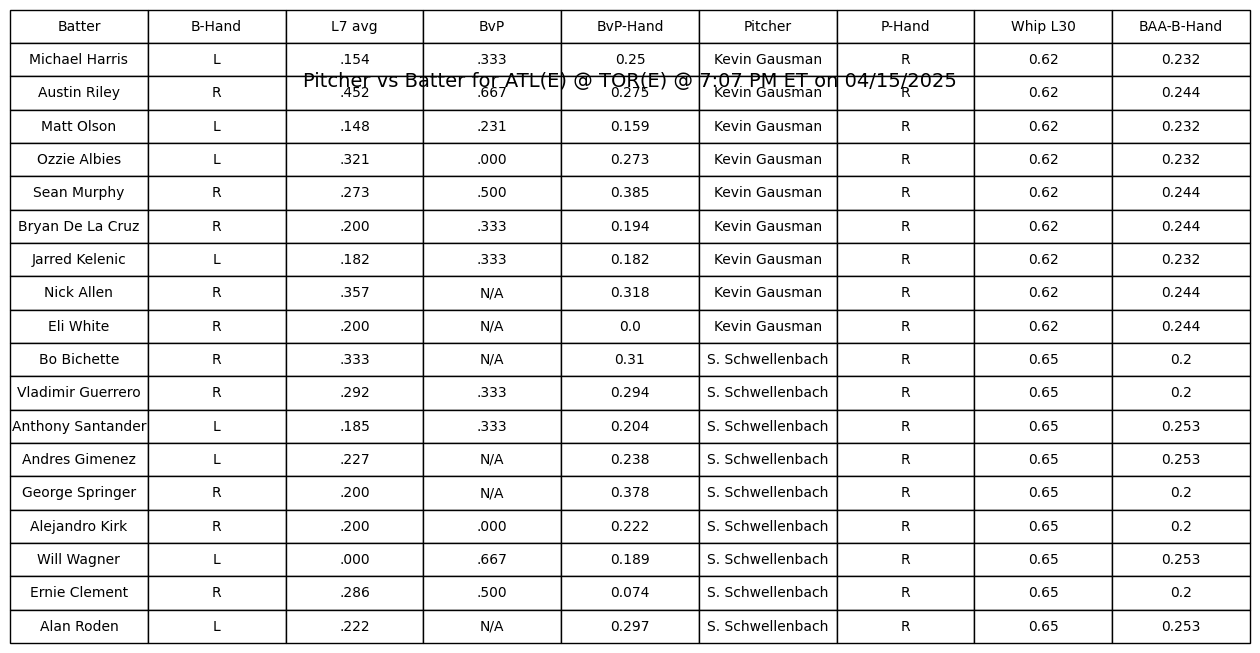 Batter B-Hand L7 avg BvP BvP-Hand Pitcher P-Hand Whip L30 BAA-B-Hand
Michael Harris L .154 .333 0.25 Kevin Gausman R 0.62 0.232
Pitcher vs Batter for ATL(E) @ TOR(E) @ 7:07 PM ET on 04/15/2025
Austin Riley R .452 .667 0.275 Kevin Gausman R 0.62 0.244
Matt Olson L .148 .231 0.159 Kevin Gausman R 0.62 0.232
Ozzie Albies L .321 .000 0.273 Kevin Gausman R 0.62 0.232
Sean Murphy R .273 .500 0.385 Kevin Gausman R 0.62 0.244
Bryan De La Cruz R .200 .333 0.194 Kevin Gausman R 0.62 0.244
Jarred Kelenic L .182 .333 0.182 Kevin Gausman R 0.62 0.232
Nick Allen R .357 N/A 0.318 Kevin Gausman R 0.62 0.244
Eli White R .200 N/A 0.0 Kevin Gausman R 0.62 0.244
Bo Bichette R .333 N/A 0.31 S. Schwellenbach R 0.65 0.2
Vladimir Guerrero R .292 .333 0.294 S. Schwellenbach R 0.65 0.2
Anthony Santander L .185 .333 0.204 S. Schwellenbach R 0.65 0.253
Andres Gimenez L .227 N/A 0.238 S. Schwellenbach R 0.65 0.253
George Springer R .200 N/A 0.378 S. Schwellenbach R 0.65 0.2
Alejandro Kirk R .200 .000 0.222 S. Schwellenbach R 0.65 0.2
Will Wagner L .000 .667 0.189 S. Schwellenbach R 0.65 0.253
Ernie Clement R .286 .500 0.074 S. Schwellenbach R 0.65 0.2
Alan Roden L .222 N/A 0.297 S. Schwellenbach R 0.65 0.253